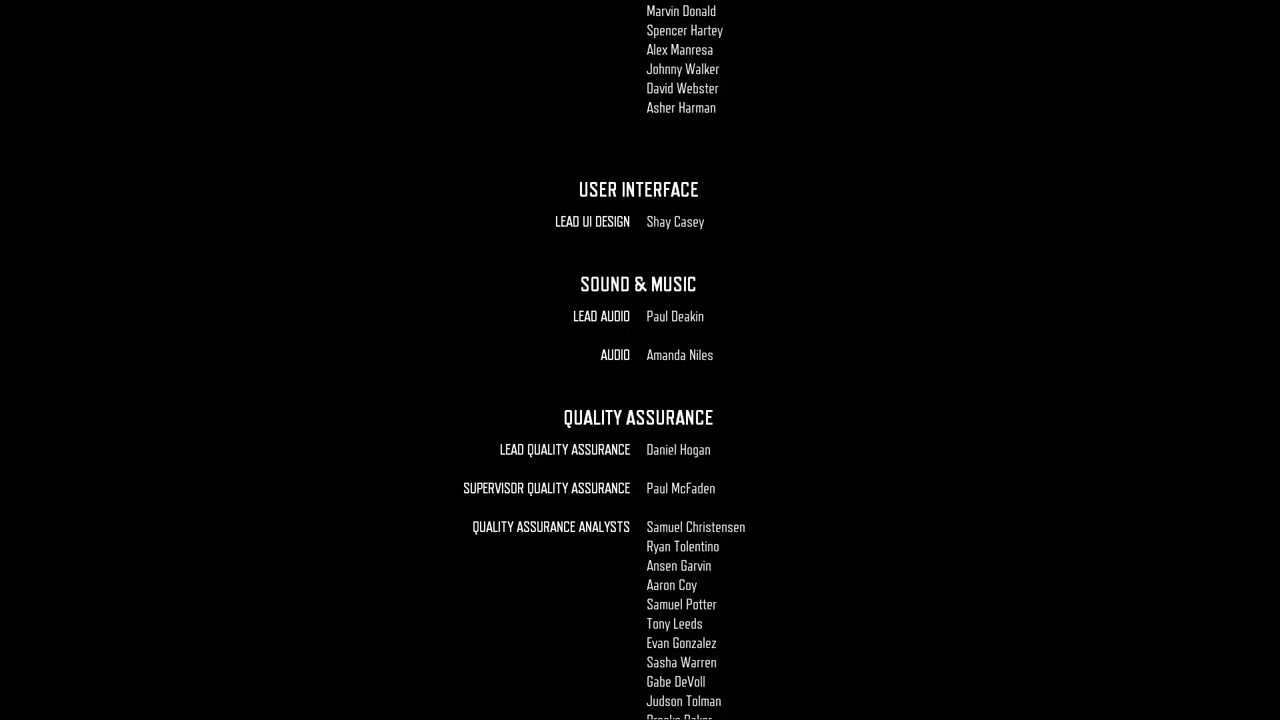 Marvin Donald
Spencer Hartey
Alex Manresa
Johnny Walker
David Webster
Asher Harman
USER INTERFACE
LEAD UI DESIGN Shay Casey
SOUND & MUSIC
LEAD AUDIO Paul Deakin
AUDIO Amanda Niles
QUALITY ASSURANCE
LEAD QUALITY ASSURANCE Daniel Hogan
SUPERVISOR QUALITY ASSURANCE Paul McFaden
QUALITY ASSURANCE ANALYSTS Samuel Christensen
Ryan Tolentino
Ansen Garvin
Aaron Coy
Samuel Potter
Tony Leeds
Evan Gonzalez
Sasha Warren
Gabe DeVoll
Judson Tolman